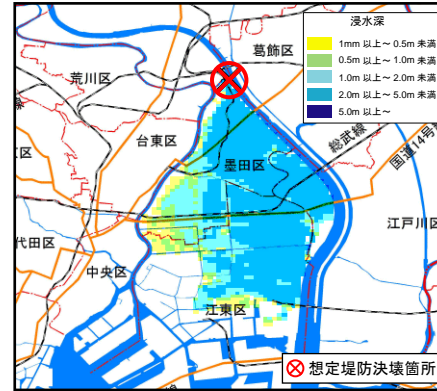 浸水深
1mm 以上～ 0.5m 未満
0.5m 以上～ 1.0m 未満
1.0m 以上～ 2.0m 未満
2.0m 以上～ 5.0m 未満
5.0m 以上～
葛飾区
荒川区
台東区
墨田区
総武線
国道14号
江戸川区
代田区
中央区
江東区
想定堤防決壊箇所